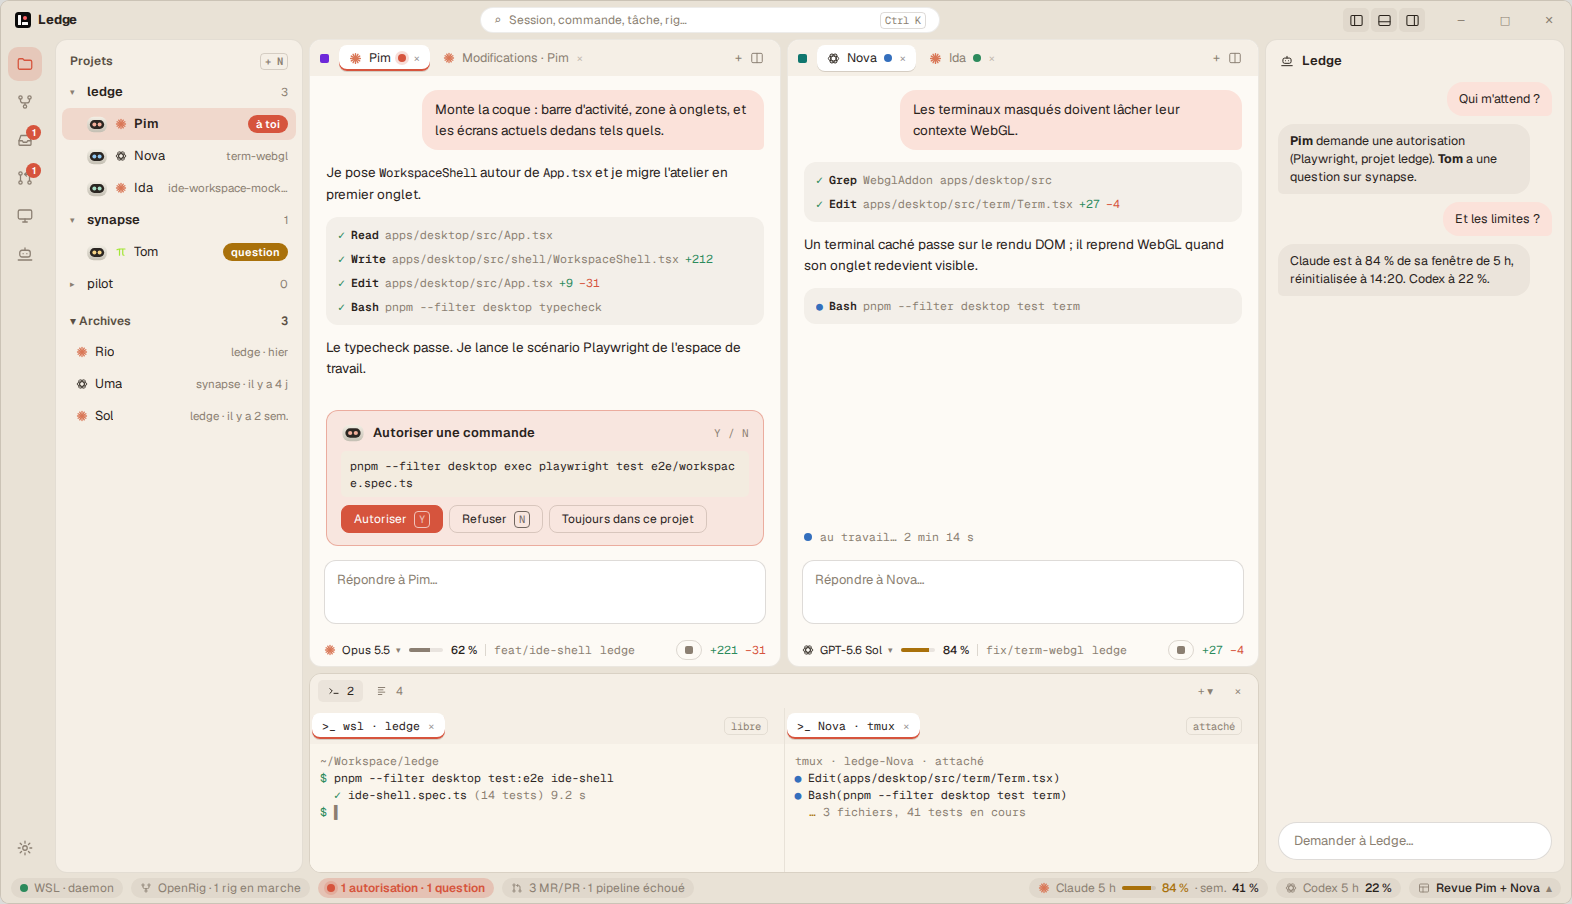 Ledge
Session, commande, tâche, rig…
Ctrl K
Projets
+ N
ledge
3
Pim
à toi
Nova
term-webgl
Ida
ide-workspace-mock…
synapse
1
Tom
question
pilot
0
Archives
3
Rio
ledge · hier
Uma
synapse · il y a 4 j
Sol
ledge · il y a 2 sem.
1
1
Pim
Modifications · Pim
Monte la coque : barre d'activité, zone à onglets, et
les écrans actuels dedans tels quels.
Je pose WorkspaceShell autour de App.tsx et je migre l'atelier en
premier onglet.
✓ Read apps/desktop/src/App.tsx
✓ Write apps/desktop/src/shell/WorkspaceShell.tsx +212
✓ Edit apps/desktop/src/App.tsx +9 −31
✓ Bash pnpm --filter desktop typecheck
Le typecheck passe. Je lance le scénario Playwright de l'espace de
travail.
Autoriser une commande
Y / N
pnpm --filter desktop exec playwright test e2e/workspac
e.spec.ts
Autoriser Y
Refuser N
Toujours dans ce projet
Répondre à Pim…
Opus 5.5
62 %
feat/ide-shell ledge
+221 −31
Nova
Ida
Les terminaux masqués doivent lâcher leur
contexte WebGL.
✓ Grep WebglAddon apps/desktop/src
✓ Edit apps/desktop/src/term/Term.tsx +27 −4
Un terminal caché passe sur le rendu DOM ; il reprend WebGL quand
son onglet redevient visible.
Bash pnpm --filter desktop test term
au travail… 2 min 14 s
Répondre à Nova…
GPT-5.6 Sol
84 %
fix/term-webgl ledge
+27 −4
2
4
>_ wsl · ledge
libre
~/Workspace/ledge
$ pnpm --filter desktop test:e2e ide-shell
✓ ide-shell.spec.ts (14 tests) 9.2 s
$
>_ Nova · tmux
attaché
tmux · ledge-Nova · attaché
Edit(apps/desktop/src/term/Term.tsx)
Bash(pnpm --filter desktop test term)
… 3 fichiers, 41 tests en cours
Ledge
Qui m'attend ?
Pim demande une autorisation
(Playwright, projet ledge). Tom a une
question sur synapse.
Et les limites ?
Claude est à 84 % de sa fenêtre de 5 h,
réinitialisée à 14:20. Codex à 22 %.
Demander à Ledge…
WSL · daemon
OpenRig · 1 rig en marche
1 autorisation · 1 question
3 MR/PR · 1 pipeline échoué
Claude 5 h
84 % · sem. 41 %
Codex 5 h 22 %
Revue Pim + Nova